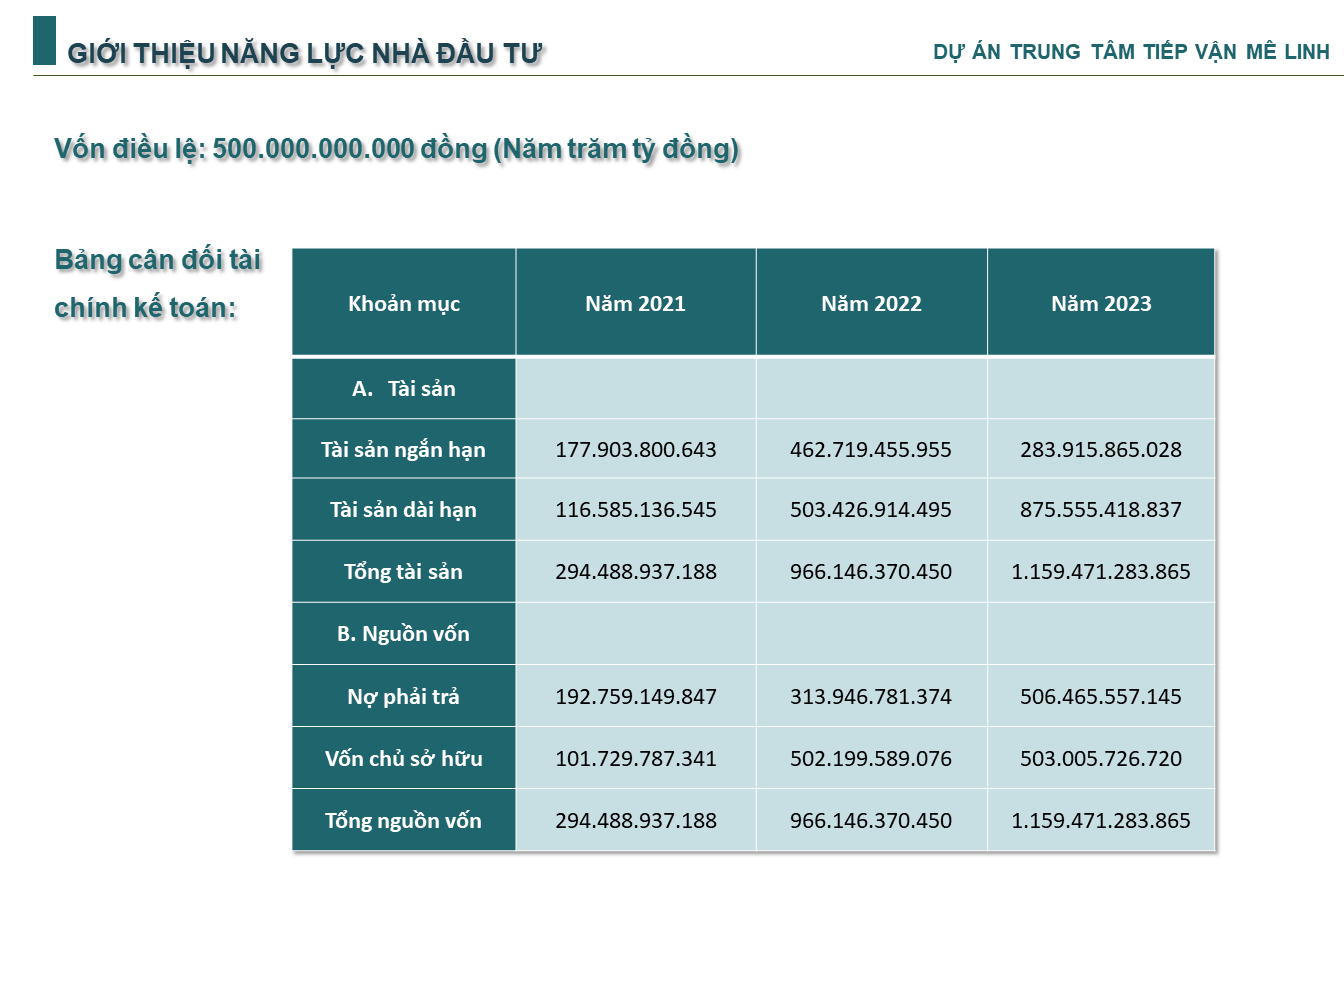 GIỚI THIỆU NĂNG LỰC NHÀ ĐẦU TƯ
DỰ ÁN TRUNG TÂM TIẾP VẬN MÊ LINH
Vốn điều lệ: 500.000.000.000 đồng (Năm trăm tỷ đồng)
Bảng cân đối tài
chính kế toán:
Khoản mục Năm 2021 Năm 2022 Năm 2023
A. Tài sản
Tài sản ngắn hạn 177.903.800.643 462.719.455.955 283.915.865.028
Tài sản dài hạn 116.585.136.545 503.426.914.495 875.555.418.837
Tổng tài sản 294.488.937.188 966.146.370.450 1.159.471.283.865
B. Nguồn vốn
Nợ phải trả 192.759.149.847 313.946.781.374 506.465.557.145
Vốn chủ sở hữu 101.729.787.341 502.199.589.076 503.005.726.720
Tổng nguồn vốn 294.488.937.188 966.146.370.450 1.159.471.283.865